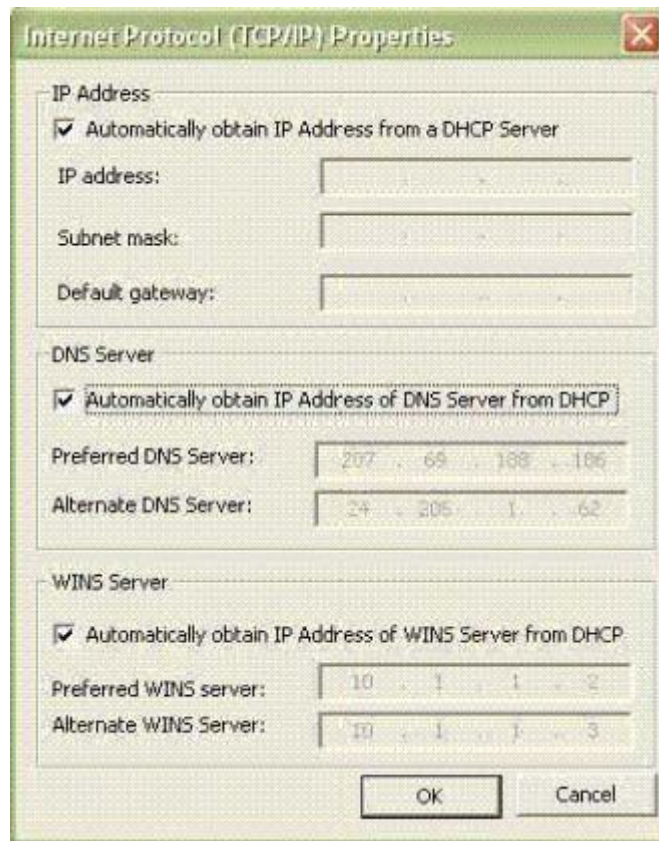 Internet Protocol (TCP/IP) Properties
IP Address
Automatically obtain IP Address from a DHCP Server
IP address: . . .
Subnet mask: . . .
Default gateway: . . .
DNS Server
Automatically obtain IP Address of DNS Server from DHCP
Preferred DNS Server: 207 . 69 . 188 . 186
Alternate DNS Server: 24 . 205 . 1 . 62
WINS Server
Automatically obtain IP Address of WINS Server from DHCP
Preferred WINS server: 10 . 1 . 1 . 2
Alternate WINS Server: 10 . 1 . 1 . 3
OK Cancel